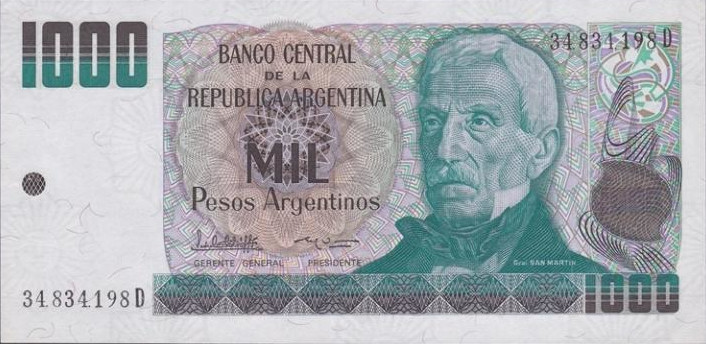 1000
34.834.198 D
BANCO CENTRAL
DE LA
REPUBLICA ARGENTINA
MIL
Pesos Argentinos
GERENTE GENERAL PRESIDENTE
Gral. SAN MARTIN
34.834.198 D
1000